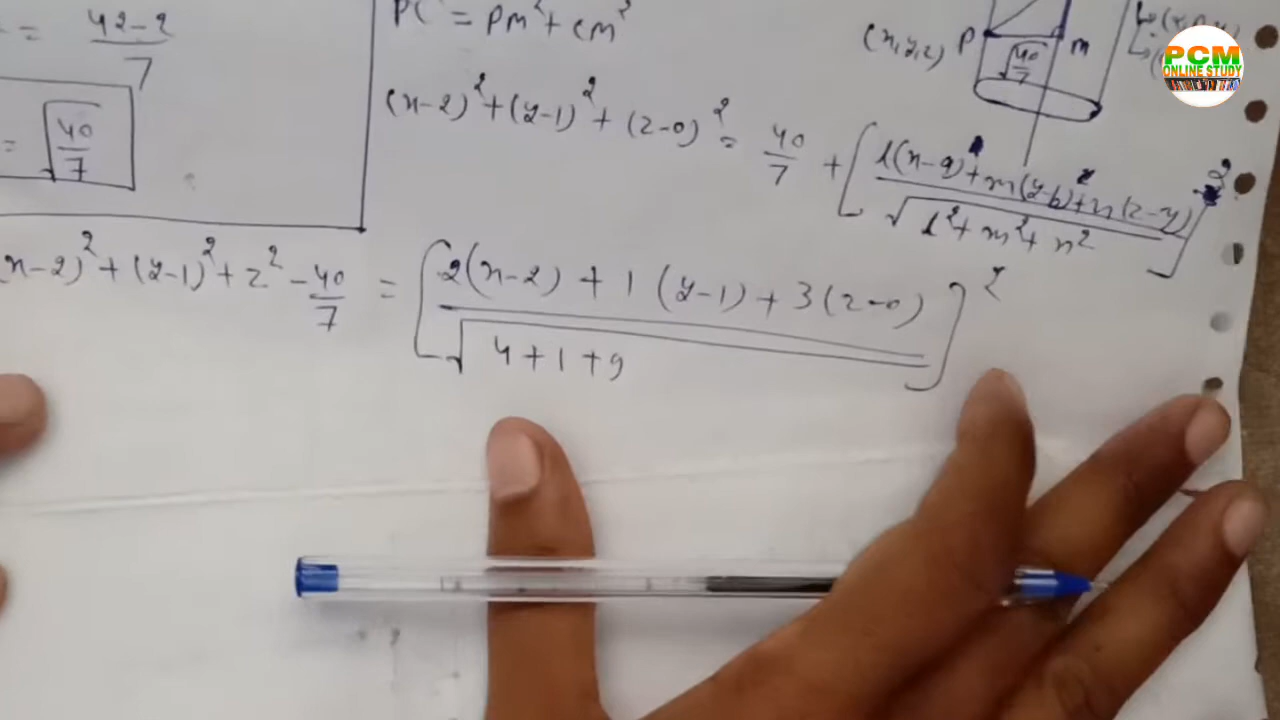 = 42-2 / 7
= √40/7
PC² = PM² + CM²
(x-2)² + (y-1)² + (z-0)² = 40/7 + [l(x-a) + m(y-b) + n(z-γ) / √l² + m² + n²]²
(x,y,z) P M
√40/7
(x-2)² + (y-1)² + z² - 40/7 = [2(x-2) + 1(y-1) + 3(z-0) / √4+1+9]²
PCM
ONLINE STUDY